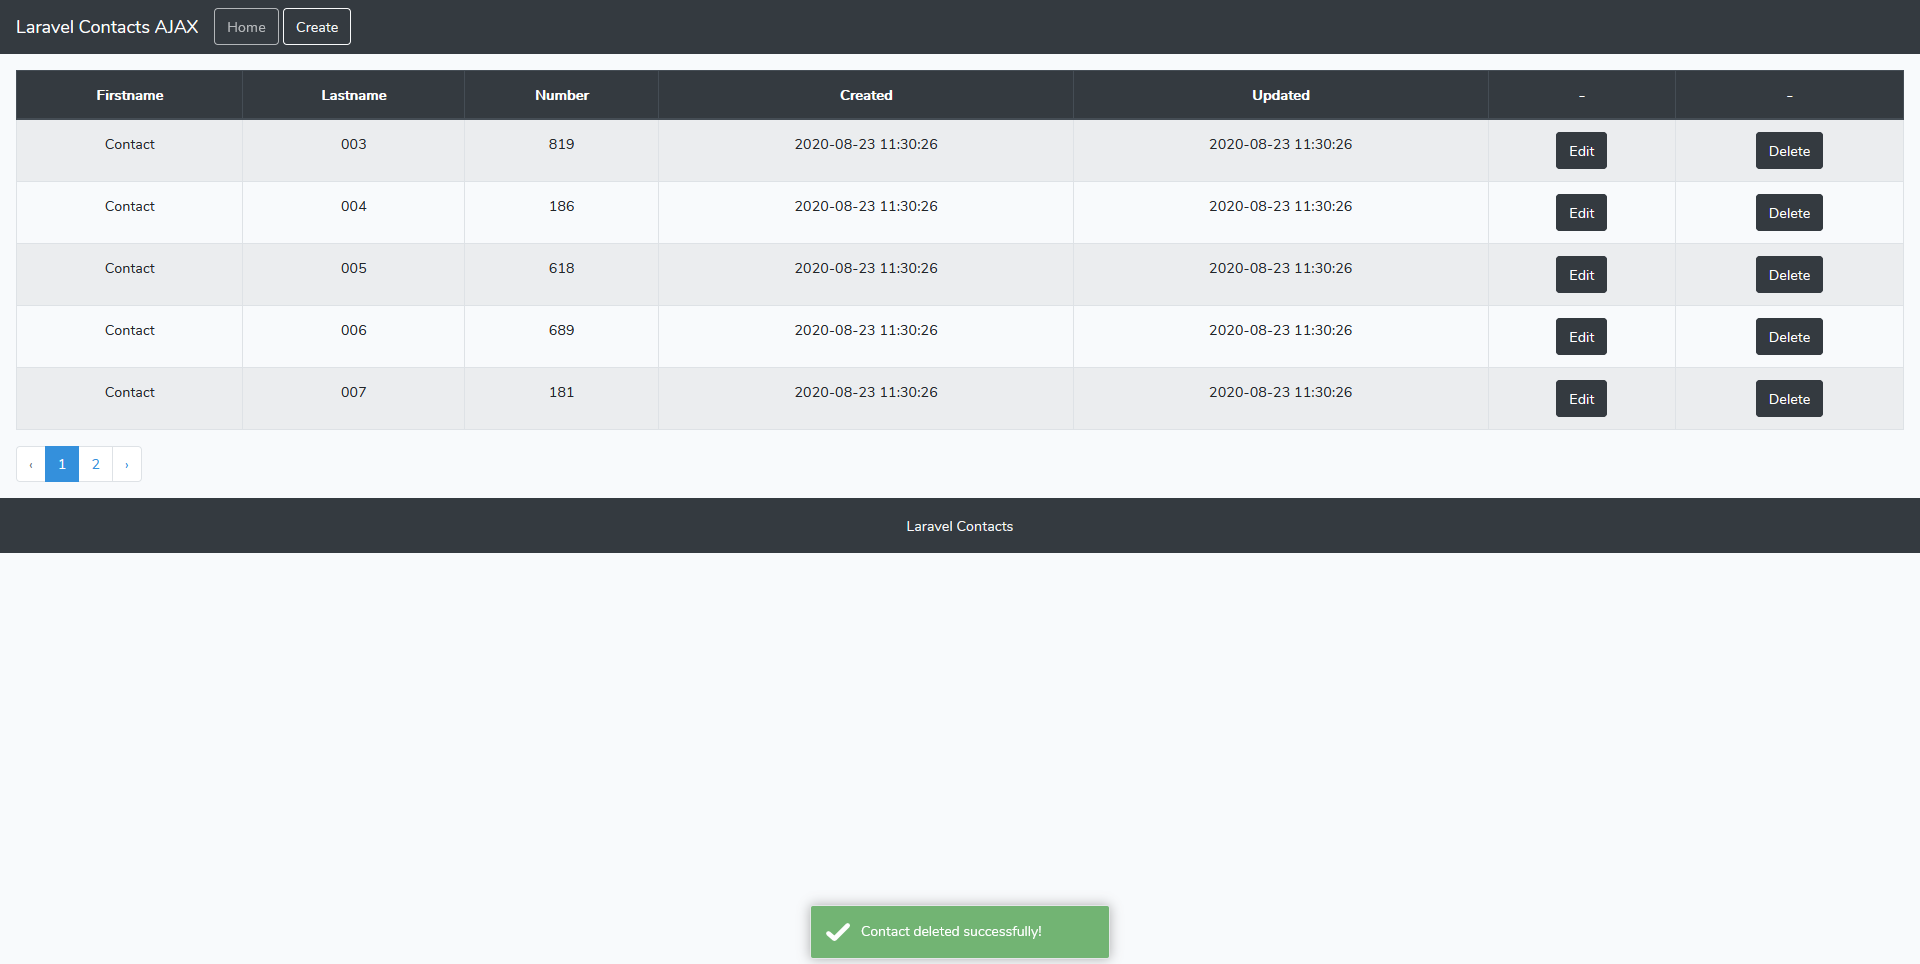 Laravel Contacts AJAX Home Create
Firstname Lastname Number Created Updated - -
Contact 003 819 2020-08-23 11:30:26 2020-08-23 11:30:26 Edit Delete
Contact 004 186 2020-08-23 11:30:26 2020-08-23 11:30:26 Edit Delete
Contact 005 618 2020-08-23 11:30:26 2020-08-23 11:30:26 Edit Delete
Contact 006 689 2020-08-23 11:30:26 2020-08-23 11:30:26 Edit Delete
Contact 007 181 2020-08-23 11:30:26 2020-08-23 11:30:26 Edit Delete
‹ 1 2 ›
Laravel Contacts
Contact deleted successfully!